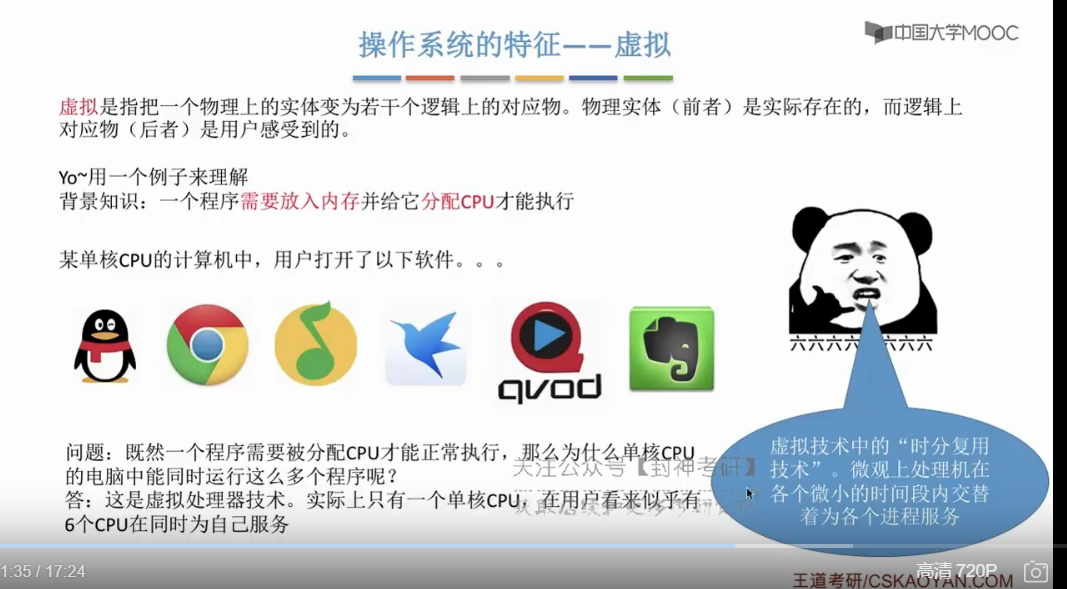 操作系统的特征——虚拟
中国大学MOOC
虚拟是指把一个物理上的实体变为若干个逻辑上的对应物。物理实体（前者）是实际存在的，而逻辑上
对应物（后者）是用户感受到的。
Yo~用一个例子来理解
背景知识：一个程序需要放入内存并给它分配CPU才能执行
某单核CPU的计算机中，用户打开了以下软件。。。
qvod
六六六六六六六六
问题：既然一个程序需要被分配CPU才能正常执行，那么为什么单核CPU
的电脑中能同时运行这么多个程序呢？
答：这是虚拟处理器技术。实际上只有一个单核CPU，在用户看来似乎有
6个CPU在同时为自己服务
关注公众号【封神考研】
虚拟技术中的“时分复用
技术”。微观上处理机在
各个微小的时间段内交替
着为各个进程服务
1:35 / 17:24
高清 720P
王道考研/CSKAOYAN.COM